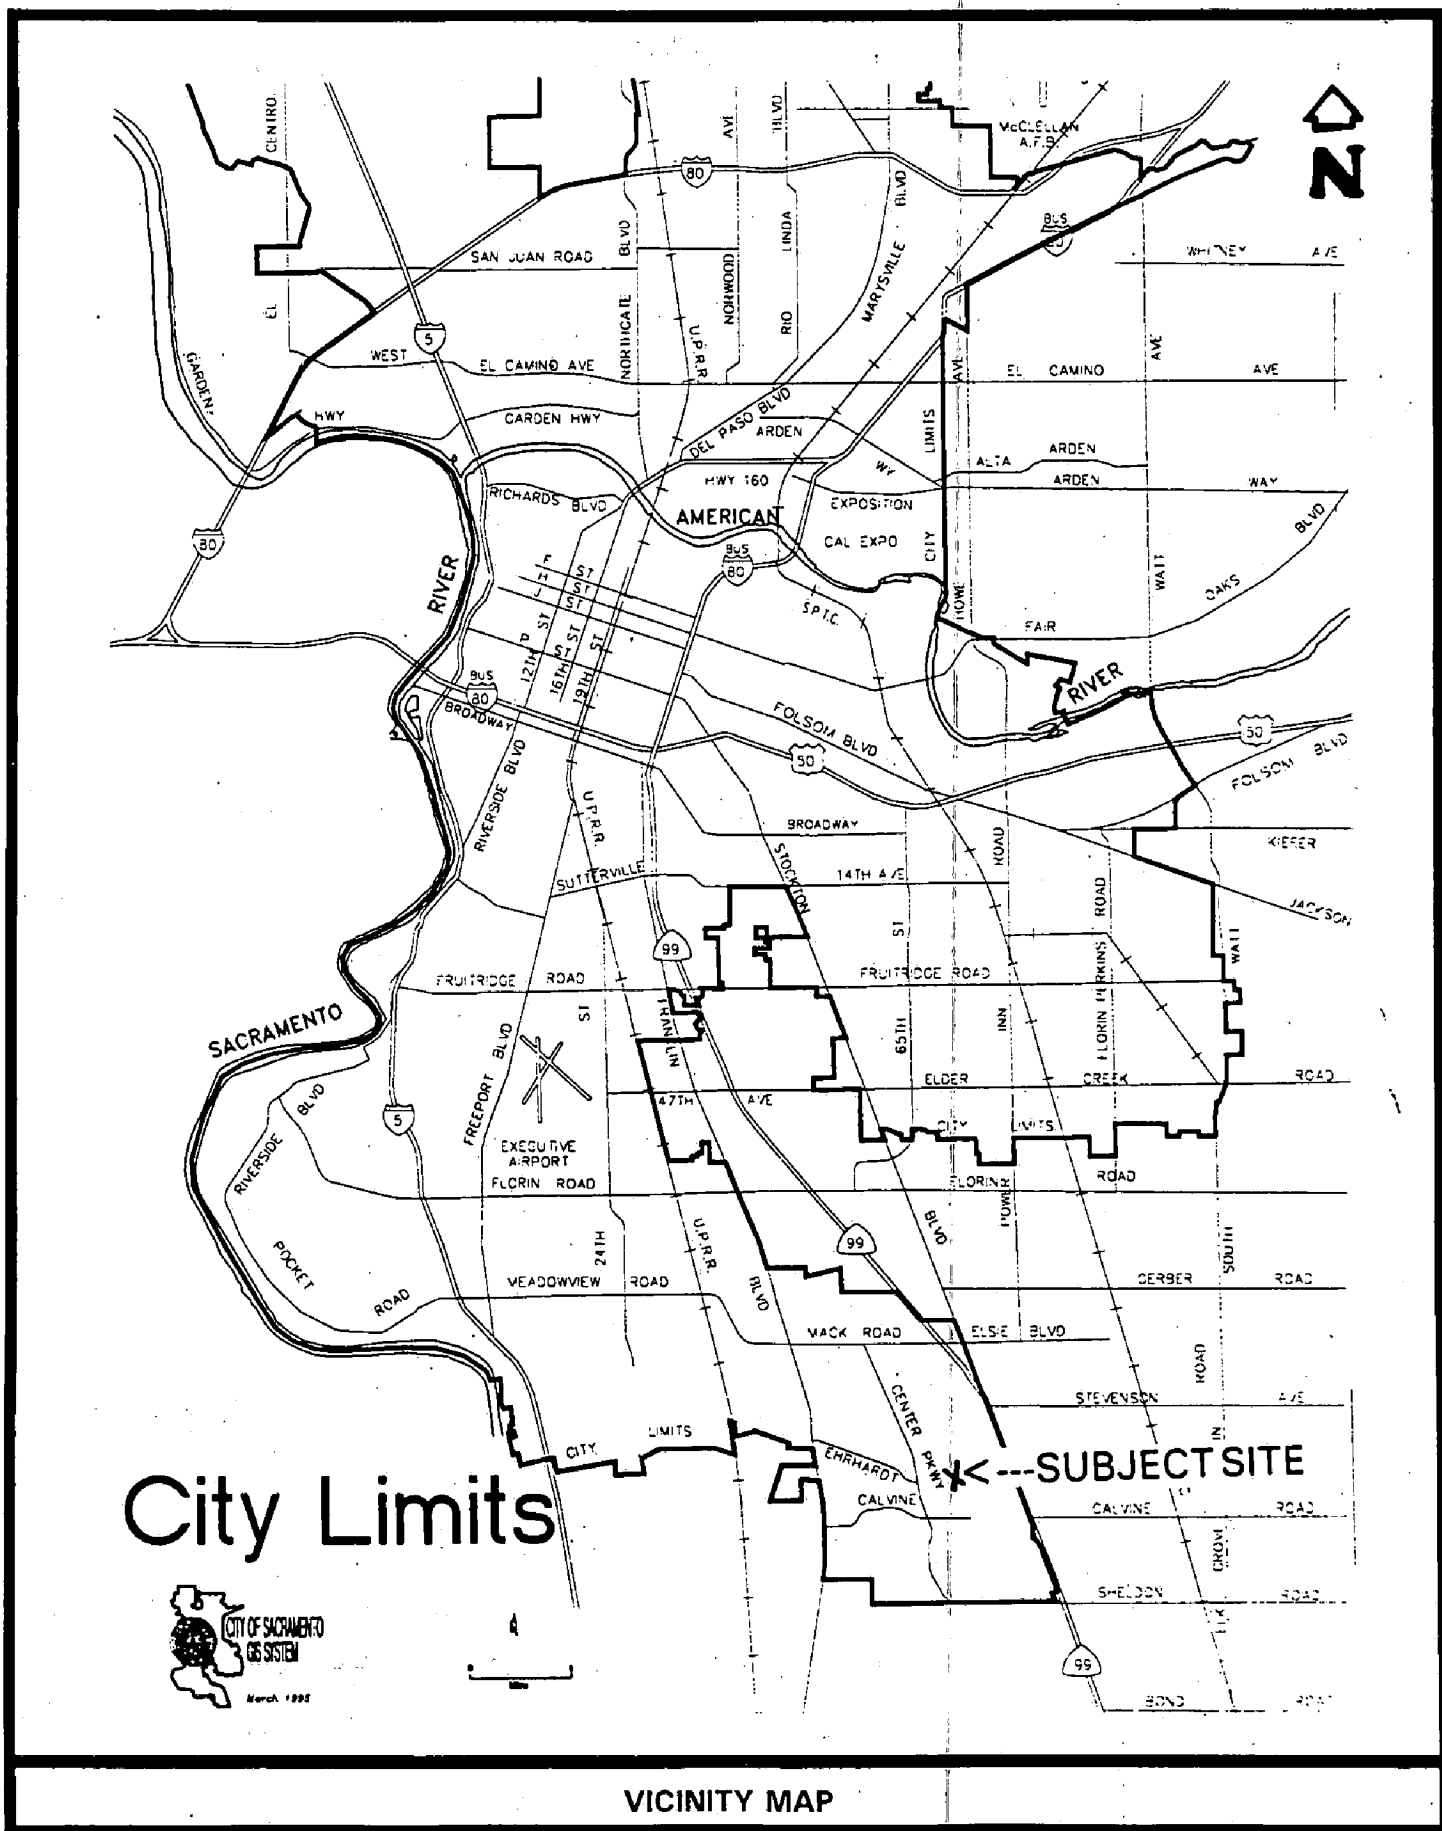 CENTRO
EL
AVE
BLVD
McCLELLAN
A.F.B.
N
80
BLVD
BLVD
LINDA
RIO
NORWOOD
NORTHGATE
MARYSVILLE
BUS
80
SAN JUAN ROAD
WHITNEY AVE
5
U.P.R.R.
AVE
AVE
WEST
EL CAMINO AVE
EL CAMINO AVE
GARDEN
HWY
GARDEN HWY
DEL PASO BLVD
ARDEN
WY
LIMITS
CITY
ALTA ARDEN
ARDEN WAY
HWY 160
RICHARDS BLVD
AMERICAN
EXPOSITION
CAL EXPO
BLVD
80
BUS
80
RIVER
F ST
H ST
J ST
P ST
12TH ST
16TH ST
19TH ST
S.P.T.C.
HOWE
WATT
OAKS
FAIR
RIVER
BUS
80
BROADWAY
FOLSOM BLVD
50
50
FOLSOM BLVD
RIVERSIDE BLVD
U.P.R.R.
BROADWAY
KIEFER
STOCKTON
ROAD
SUTTERVILLE
14TH AVE
ROAD
JACKSON
99
ST
WATT
FRUITRIDGE ROAD
FRUITRIDGE ROAD
FLORIN PERKINS
SACRAMENTO
FREEPORT BLVD
ST
FRANKLIN
65TH
INN
ELDER CREEK ROAD
47TH AVE
5
RIVERSIDE BLVD
CITY LIMITS
EXECUTIVE
AIRPORT
FLORIN ROAD
FLORIN ROAD
POWER
BLVD
24TH
U.P.R.R.
99
SOUTH
POCKET
ROAD
MEADOWVIEW ROAD
BLVD
GERBER ROAD
MACK ROAD
ELSIE BLVD
ROAD
CENTER PKWY
STEVENSON AVE
CITY LIMITS
IN
EHRHARDT
X<---SUBJECT SITE
City Limits
CALVINE
CALVINE ROAD
GROVE
SHELDON ROAD
ELK
CITY OF SACRAMENTO
GIS SYSTEM
March 1995
Miles
99
BOND ROAD
VICINITY MAP